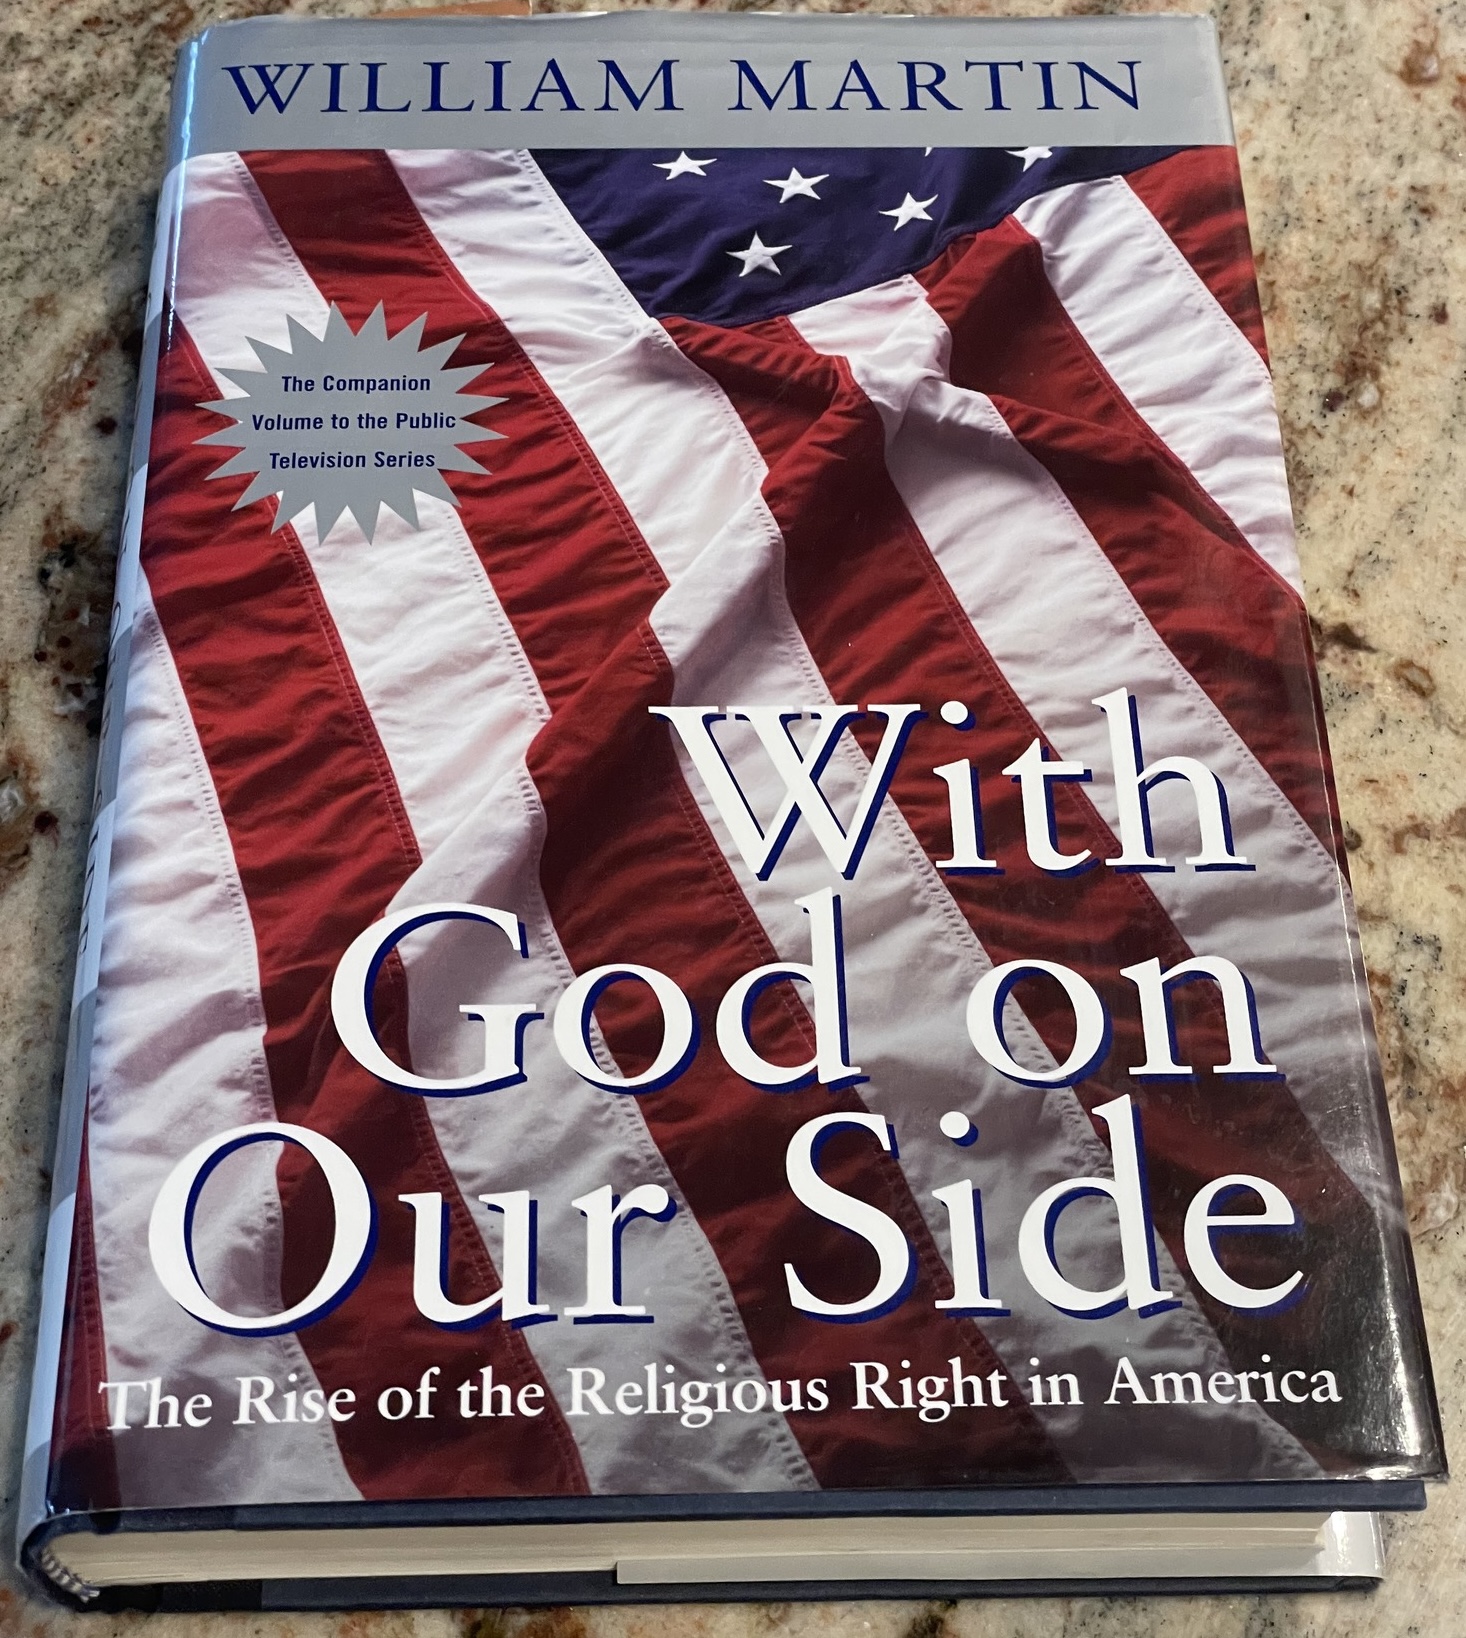 WILLIAM MARTIN
The Companion
Volume to the Public
Television Series
With
God on
Our Side
The Rise of the Religious Right in America